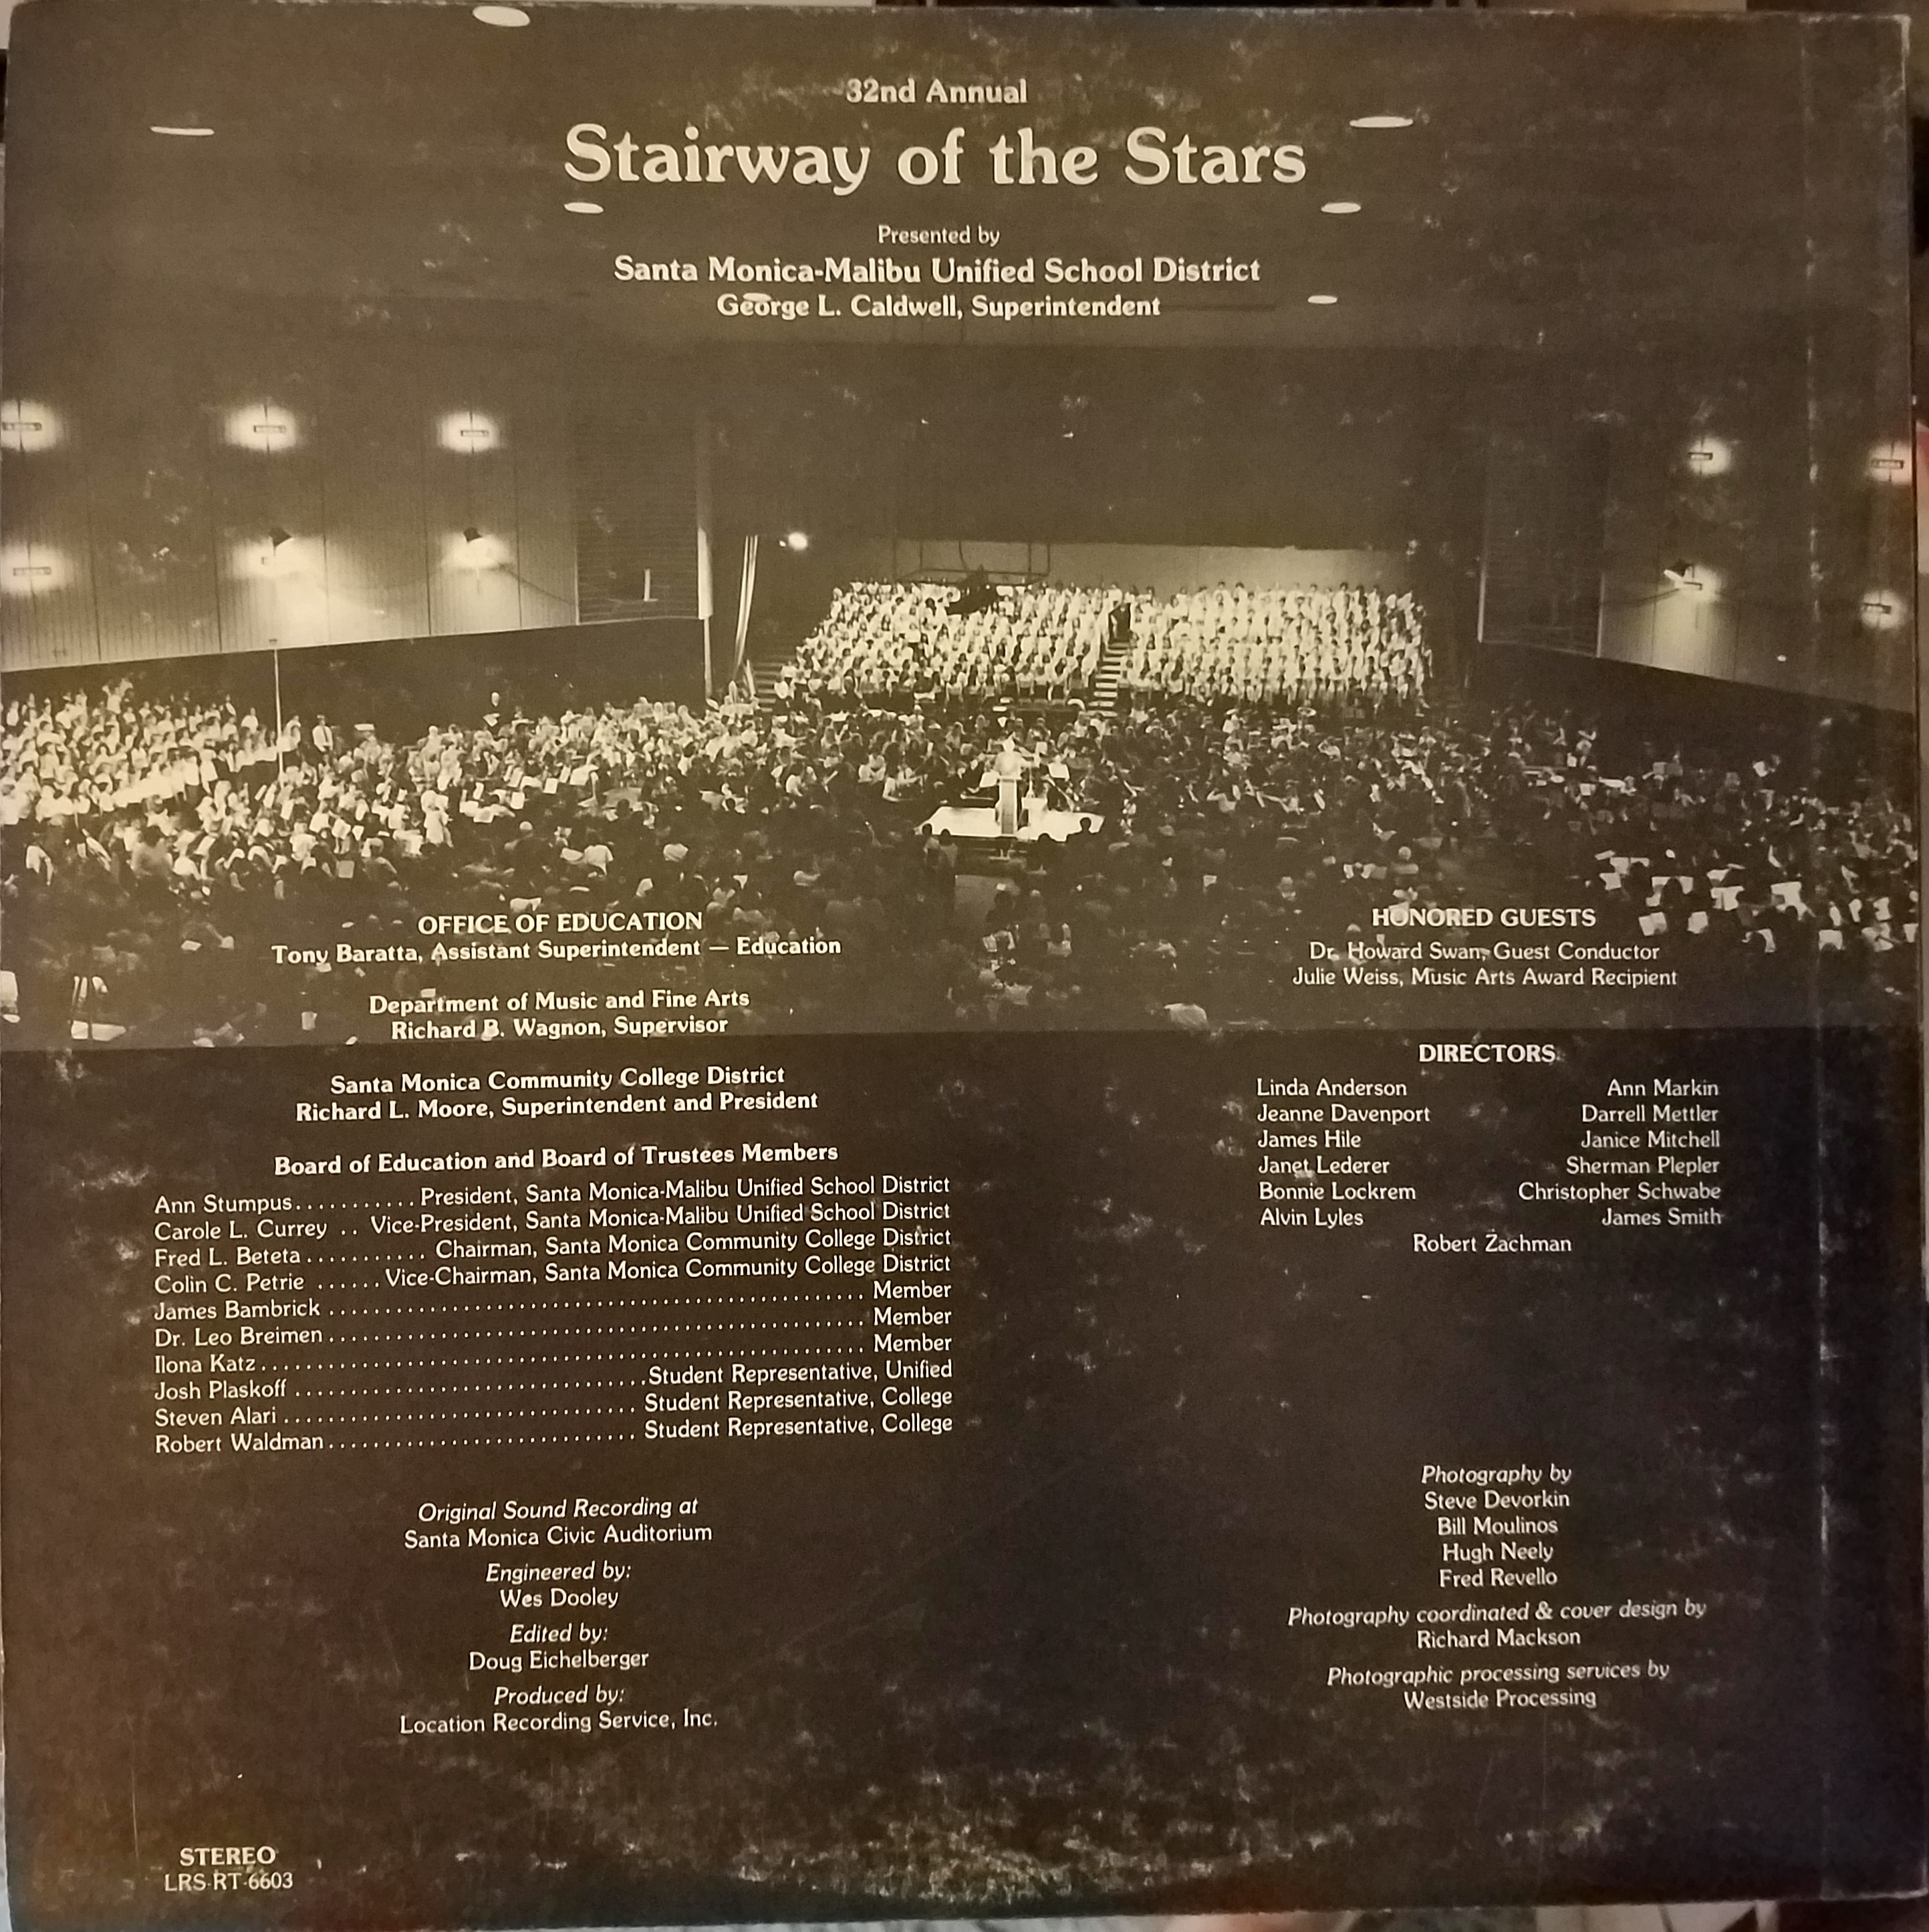 32nd Annual
Stairway of the Stars
Presented by
Santa Monica-Malibu Unified School District
George L. Caldwell, Superintendent
OFFICE OF EDUCATION
Tony Baratta, Assistant Superintendent — Education
Department of Music and Fine Arts
Richard B. Wagnon, Supervisor
Santa Monica Community College District
Richard L. Moore, Superintendent and President
Board of Education and Board of Trustees Members
Ann Stumpus........... President, Santa Monica-Malibu Unified School District
Carole L. Currey .. Vice-President, Santa Monica-Malibu Unified School District
Fred L. Beteta ........... Chairman, Santa Monica Community College District
Colin C. Petrie ...... Vice-Chairman, Santa Monica Community College District
James Bambrick ................................................ Member
Dr. Leo Breimen ................................................ Member
Ilona Katz ...................................................... Member
Josh Plaskoff ................................ Student Representative, Unified
Steven Alari ................................ Student Representative, College
Robert Waldman ............................ Student Representative, College
Original Sound Recording at
Santa Monica Civic Auditorium
Engineered by:
Wes Dooley
Edited by:
Doug Eichelberger
Produced by:
Location Recording Service, Inc.
STEREO
LRS-RT-6603
HONORED GUESTS
Dr. Howard Swan, Guest Conductor
Julie Weiss, Music Arts Award Recipient
DIRECTORS
Linda Anderson Ann Markin
Jeanne Davenport Darrell Mettler
James Hile Janice Mitchell
Janet Lederer Sherman Plepler
Bonnie Lockrem Christopher Schwabe
Alvin Lyles James Smith
Robert Zachman
Photography by
Steve Devorkin
Bill Moulinos
Hugh Neely
Fred Revello
Photography coordinated & cover design by
Richard Mackson
Photographic processing services by
Westside Processing